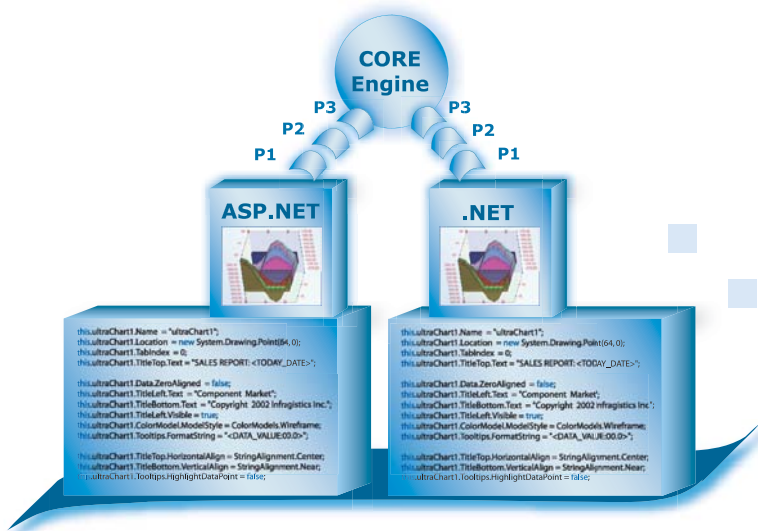 CORE
Engine
P3
P3
P2
P2
P1
P1
ASP.NET
.NET
this.ultraChart1.Name = "ultraChart1";
this.ultraChart1.Location = new System.Drawing.Point(64, 0);
this.ultraChart1.TabIndex = 0;
this.ultraChart1.TitleTop.Text = "SALES REPORT: <TODAY_DATE>";
this.ultraChart1.Data.ZeroAligned = false;
this.ultraChart1.TitleLeft.Text = "Component Market";
this.ultraChart1.TitleBottom.Text = "Copyright 2002 Infragistics Inc.";
this.ultraChart1.TitleLeft.Visible = true;
this.ultraChart1.ColorModel.ModelStyle = ColorModels.Wireframe;
this.ultraChart1.Tooltips.FormatString = "<DATA_VALUE:00.0>";
this.ultraChart1.TitleTop.HorizontalAlign = StringAlignment.Center;
this.ultraChart1.TitleBottom.VerticalAlign = StringAlignment.Near;
this.ultraChart1.Tooltips.HighlightDataPoint = false;
this.ultraChart1.Name = "ultraChart1";
this.ultraChart1.Location = new System.Drawing.Point(64, 0);
this.ultraChart1.TabIndex = 0;
this.ultraChart1.TitleTop.Text = "SALES REPORT: <TODAY_DATE>";
this.ultraChart1.Data.ZeroAligned = false;
this.ultraChart1.TitleLeft.Text = "Component Market";
this.ultraChart1.TitleBottom.Text = "Copyright 2002 Infragistics Inc.";
this.ultraChart1.TitleLeft.Visible = true;
this.ultraChart1.ColorModel.ModelStyle = ColorModels.Wireframe;
this.ultraChart1.Tooltips.FormatString = "<DATA_VALUE:00.0>";
this.ultraChart1.TitleTop.HorizontalAlign = StringAlignment.Center;
this.ultraChart1.TitleBottom.VerticalAlign = StringAlignment.Near;
this.ultraChart1.Tooltips.HighlightDataPoint = false;